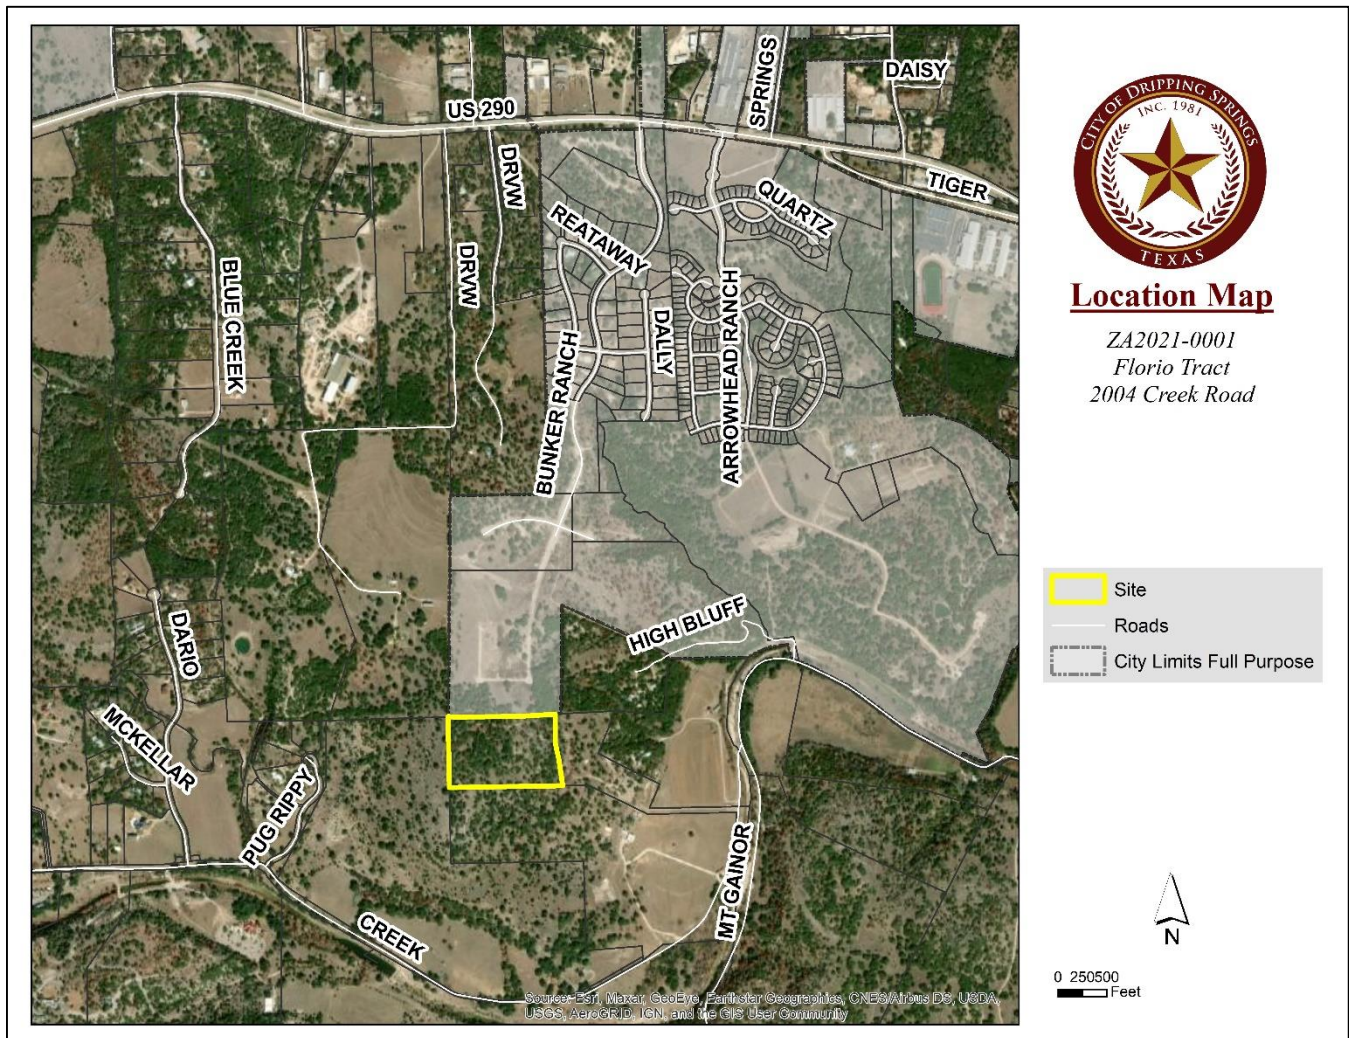 US 290
SPRINGS
DAISY
TIGER
DRVW
DRVW
QUARTZ
REATAWAY
BLUE CREEK
DALLY
ARROWHEAD RANCH
BUNKER RANCH
HIGH BLUFF
DARIO
MCKELLAR
PUG RIPPY
MT GAINOR
CREEK
Source: Esri, Maxar, GeoEye, Earthstar Geographics, CNES/Airbus DS, USDA,
USGS, AeroGRID, IGN, and the GIS User Community
CITY OF DRIPPING SPRINGS
INC. 1981
TEXAS
Location Map
ZA2021-0001
Florio Tract
2004 Creek Road
Site
Roads
City Limits Full Purpose
N
0 250500
Feet